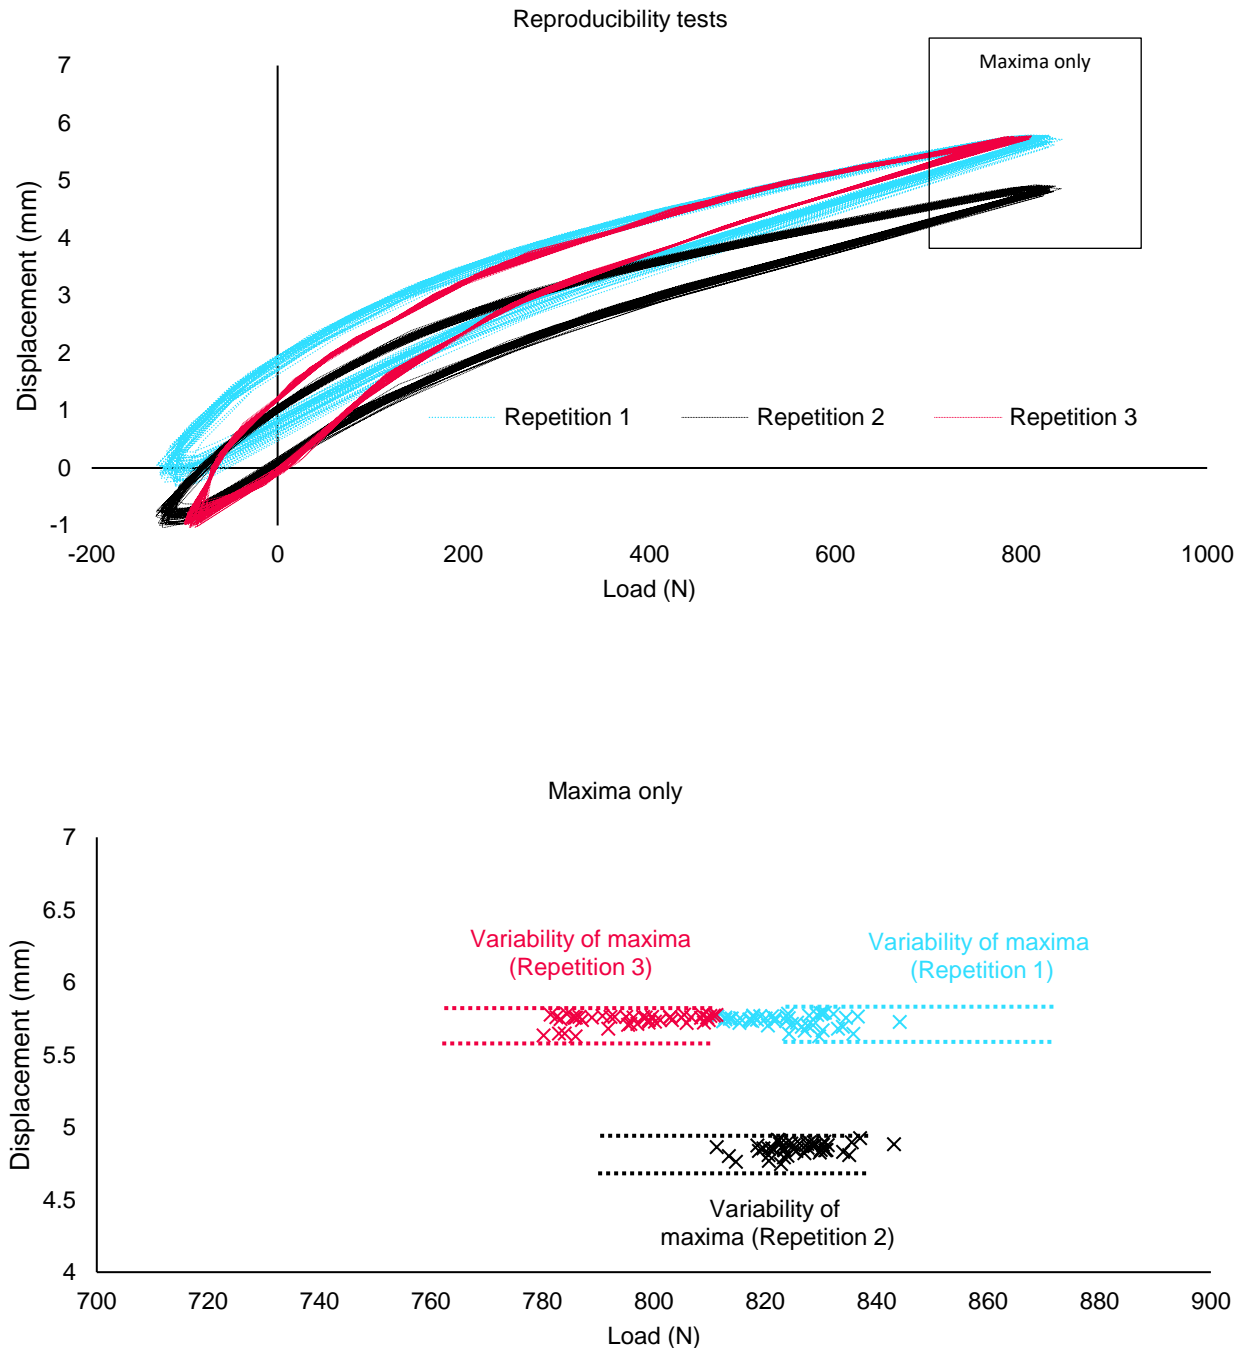 Reproducibility tests
Maxima only
7
6
5
4
3
2
1
0
-1
Displacement (mm)
Repetition 1
Repetition 2
Repetition 3
-200
0
200
400
600
800
1000
Load (N)
Maxima only
7
6.5
6
5.5
5
4.5
4
Displacement (mm)
Variability of maxima
(Repetition 3)
Variability of maxima
(Repetition 1)
Variability of
maxima (Repetition 2)
700
720
740
760
780
800
820
840
860
880
900
Load (N)